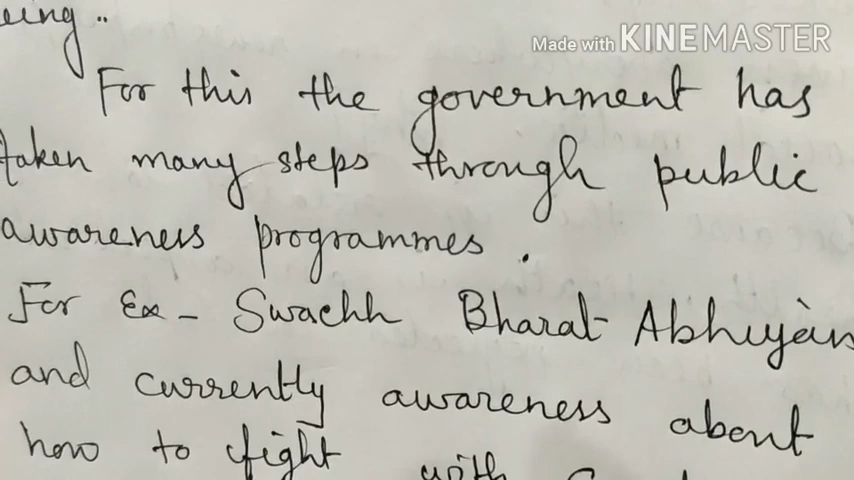 Made with KINEMASTER
For this the government has
taken many steps through public
awareness programmes.
For Ex - Swachh Bharat Abhiyan
and currently awareness about
how to fight with